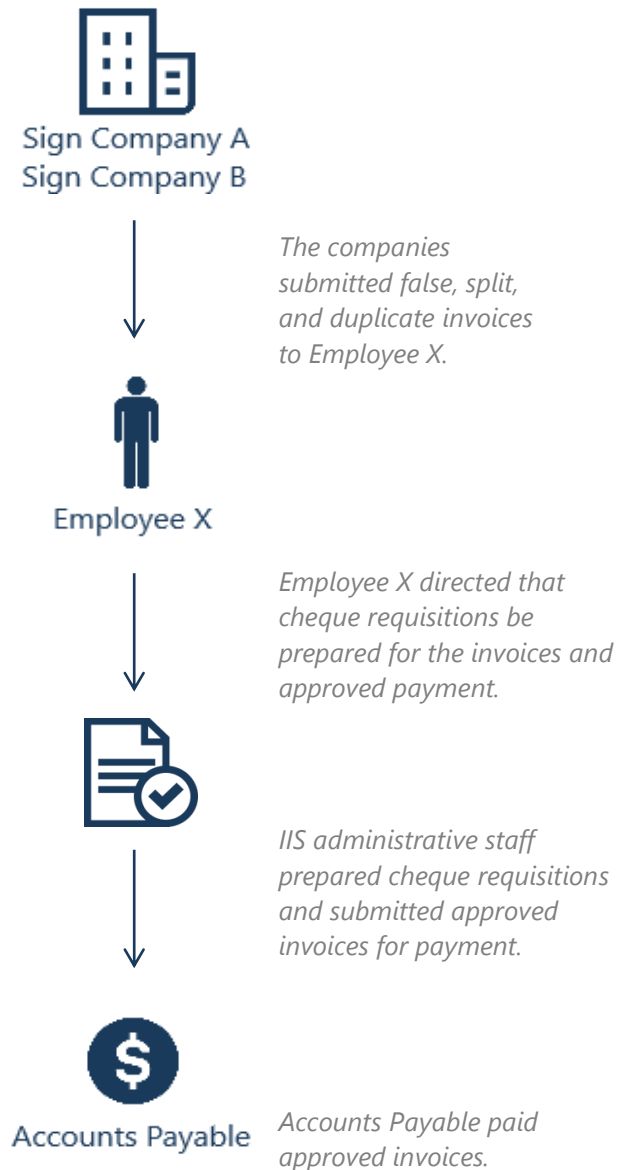 Sign Company A
Sign Company B
The companies
submitted false, split,
and duplicate invoices
to Employee X.
Employee X
Employee X directed that
cheque requisitions be
prepared for the invoices and
approved payment.
IIS administrative staff
prepared cheque requisitions
and submitted approved
invoices for payment.
$
Accounts Payable
Accounts Payable paid
approved invoices.